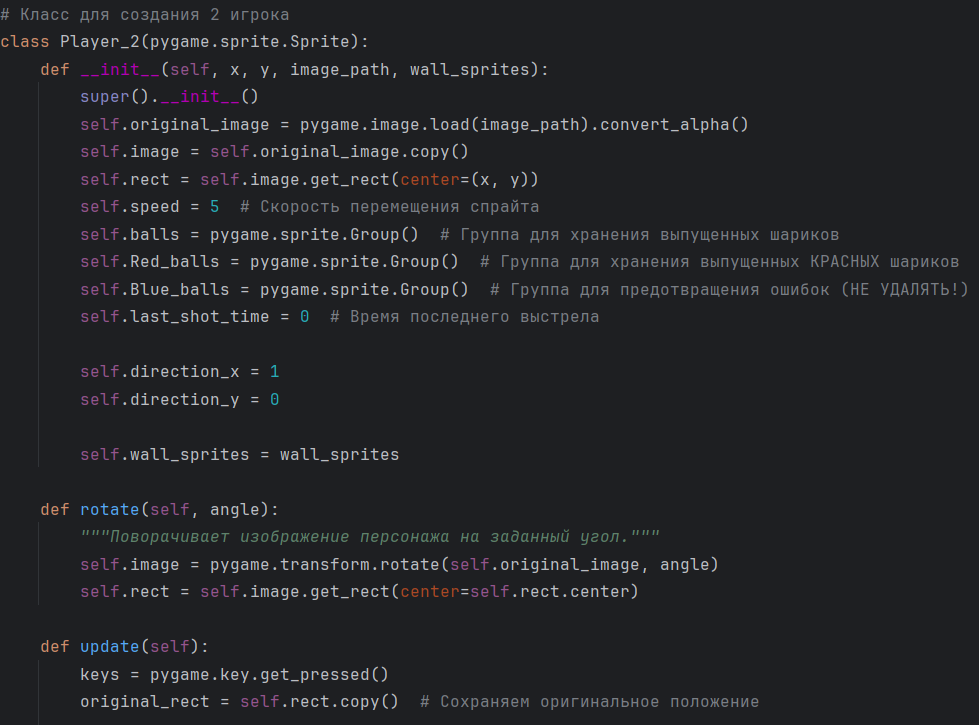 # Класс для создания 2 игрока
class Player_2(pygame.sprite.Sprite):
    def __init__(self, x, y, image_path, wall_sprites):
        super().__init__()
        self.original_image = pygame.image.load(image_path).convert_alpha()
        self.image = self.original_image.copy()
        self.rect = self.image.get_rect(center=(x, y))
        self.speed = 5  # Скорость перемещения спрайта
        self.balls = pygame.sprite.Group()  # Группа для хранения выпущенных шариков
        self.Red_balls = pygame.sprite.Group()  # Группа для хранения выпущенных КРАСНЫХ шариков
        self.Blue_balls = pygame.sprite.Group()  # Группа для предотвращения ошибок (НЕ УДАЛЯТЬ!)
        self.last_shot_time = 0  # Время последнего выстрела

        self.direction_x = 1
        self.direction_y = 0

        self.wall_sprites = wall_sprites

    def rotate(self, angle):
        """Поворачивает изображение персонажа на заданный угол."""
        self.image = pygame.transform.rotate(self.original_image, angle)
        self.rect = self.image.get_rect(center=self.rect.center)

    def update(self):
        keys = pygame.key.get_pressed()
        original_rect = self.rect.copy()  # Сохраняем оригинальное положение